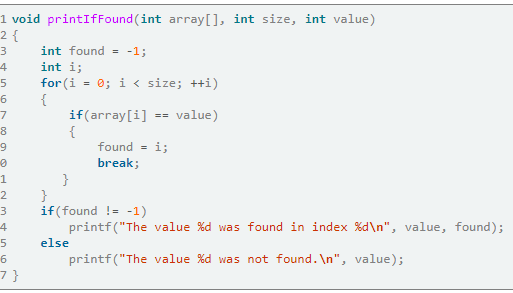 1 void printIfFound(int array[], int size, int value)
2 {
3     int found = -1;
4     int i;
5     for(i = 0; i < size; ++i)
6     {
7         if(array[i] == value)
8         {
9             found = i;
0             break;
1        }
2     }
3     if(found != -1)
4         printf("The value %d was found in index %d\n", value, found);
5     else
6         printf("The value %d was not found.\n", value);
7 }